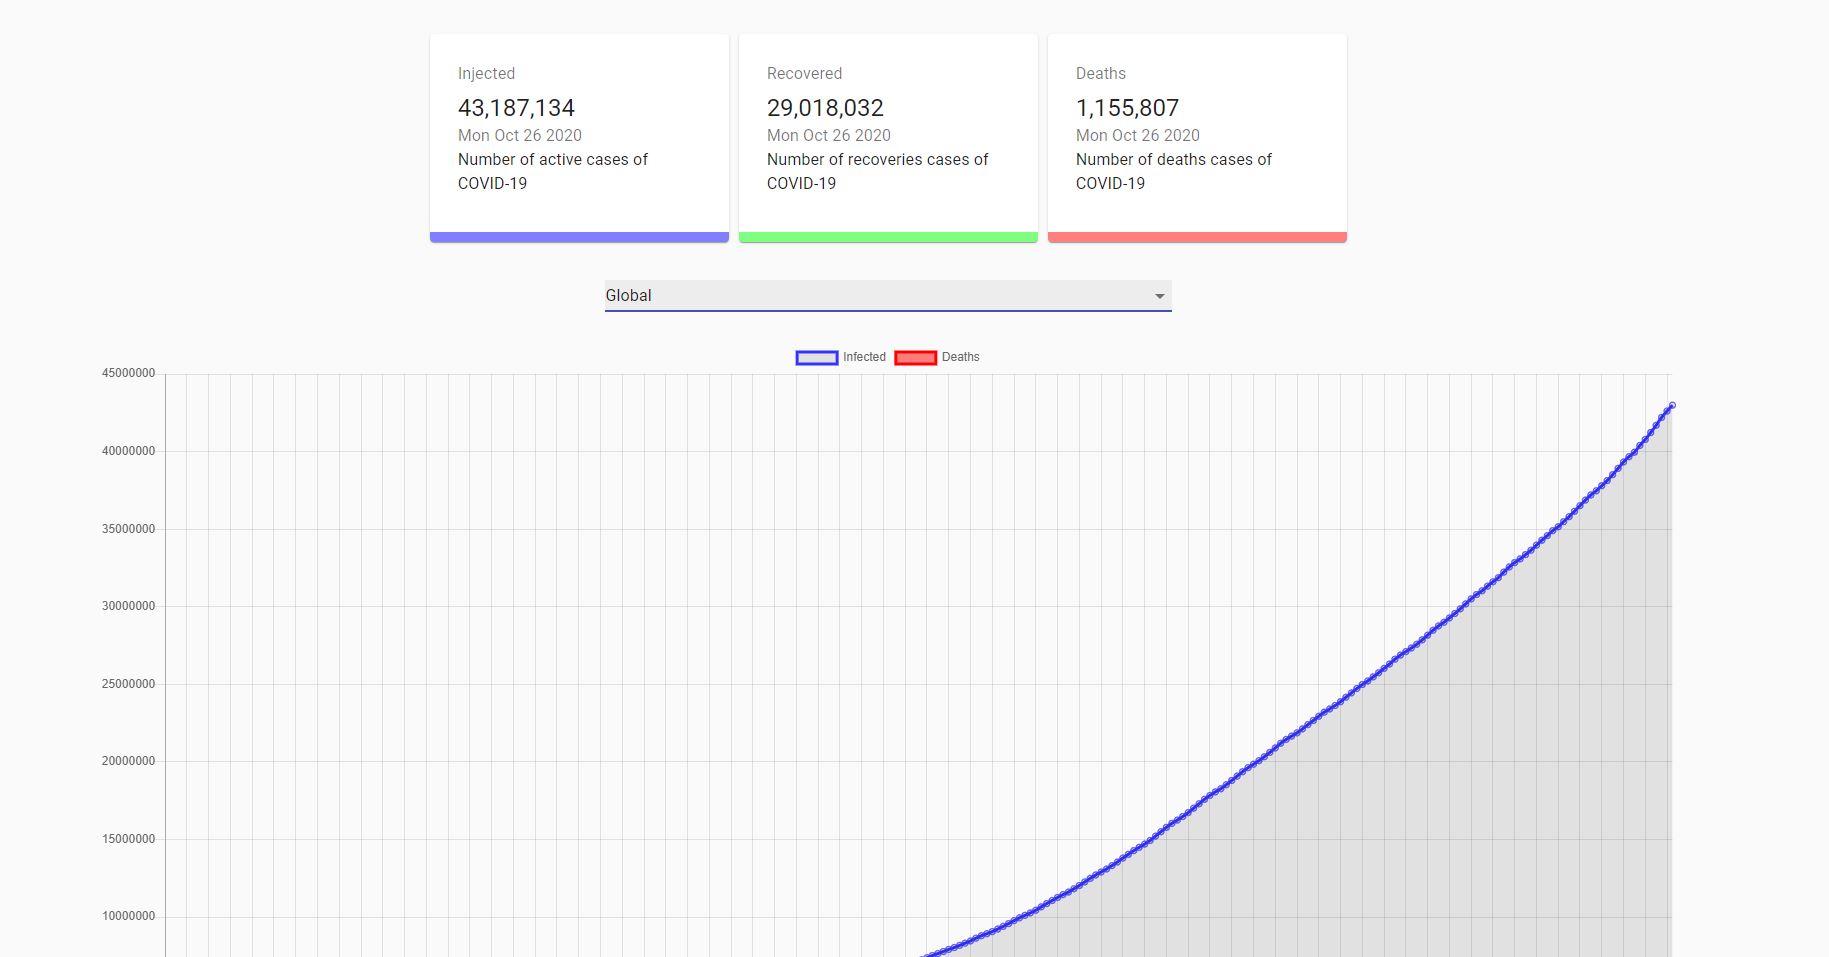 Injected
43,187,134
Mon Oct 26 2020
Number of active cases of
COVID-19
Recovered
29,018,032
Mon Oct 26 2020
Number of recoveries cases of
COVID-19
Deaths
1,155,807
Mon Oct 26 2020
Number of deaths cases of
COVID-19
Global
Infected
Deaths
45000000
40000000
35000000
30000000
25000000
20000000
15000000
10000000